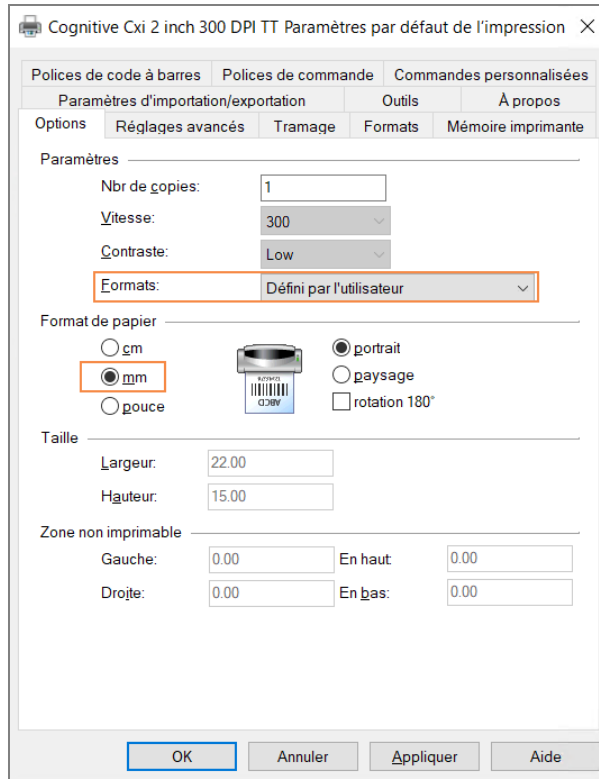 Cognitive Cxi 2 inch 300 DPI TT Paramètres par défaut de l'impression
Polices de code à barres Polices de commande Commandes personnalisées
Paramètres d'importation/exportation Outils À propos
Options Réglages avancés Tramage Formats Mémoire imprimante
Paramètres
Nbr de copies: 1
Vitesse: 300
Contraste: Low
Formats: Défini par l'utilisateur
Format de papier
cm portrait
mm paysage
pouce rotation 180°
ABCD
Taille
Largeur: 22.00
Hauteur: 15.00
Zone non imprimable
Gauche: 0.00 En haut: 0.00
Droite: 0.00 En bas: 0.00
OK Annuler Appliquer Aide